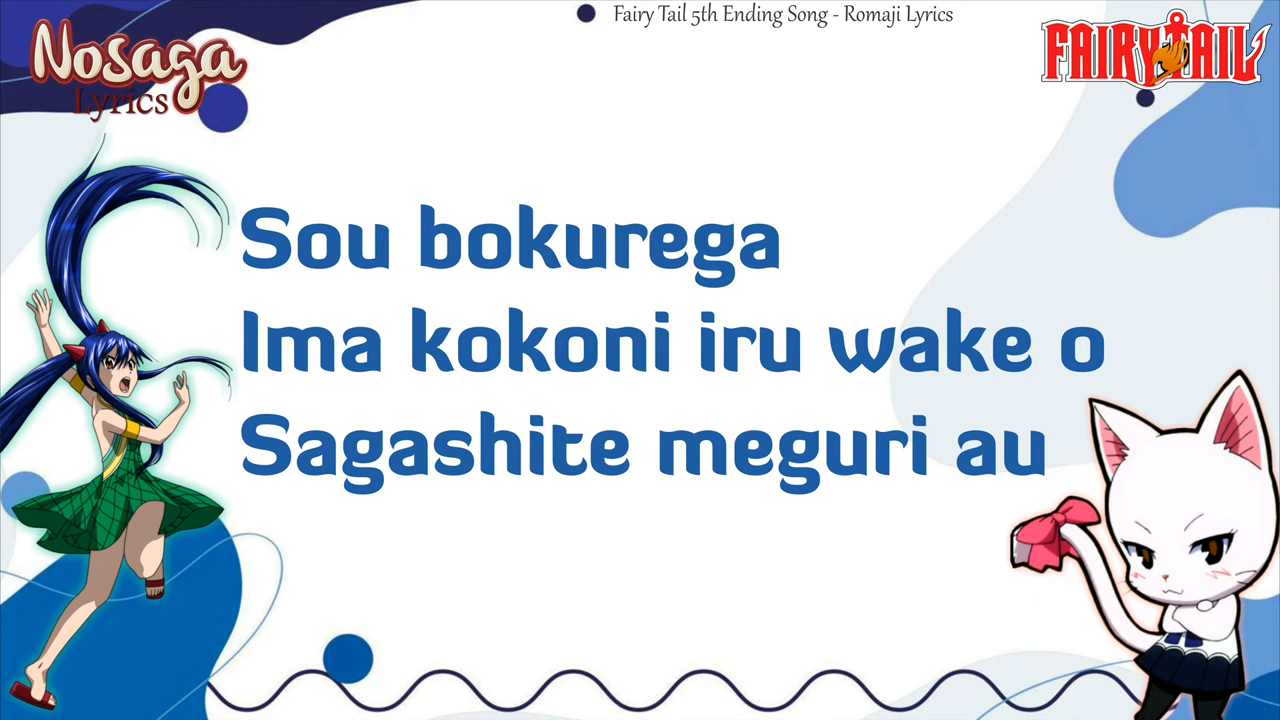 Fairy Tail 5th Ending Song - Romaji Lyrics
Nosaga
Lyrics
FAIRY TAIL
Sou bokurega
Ima kokoni iru wake o
Sagashite meguri au